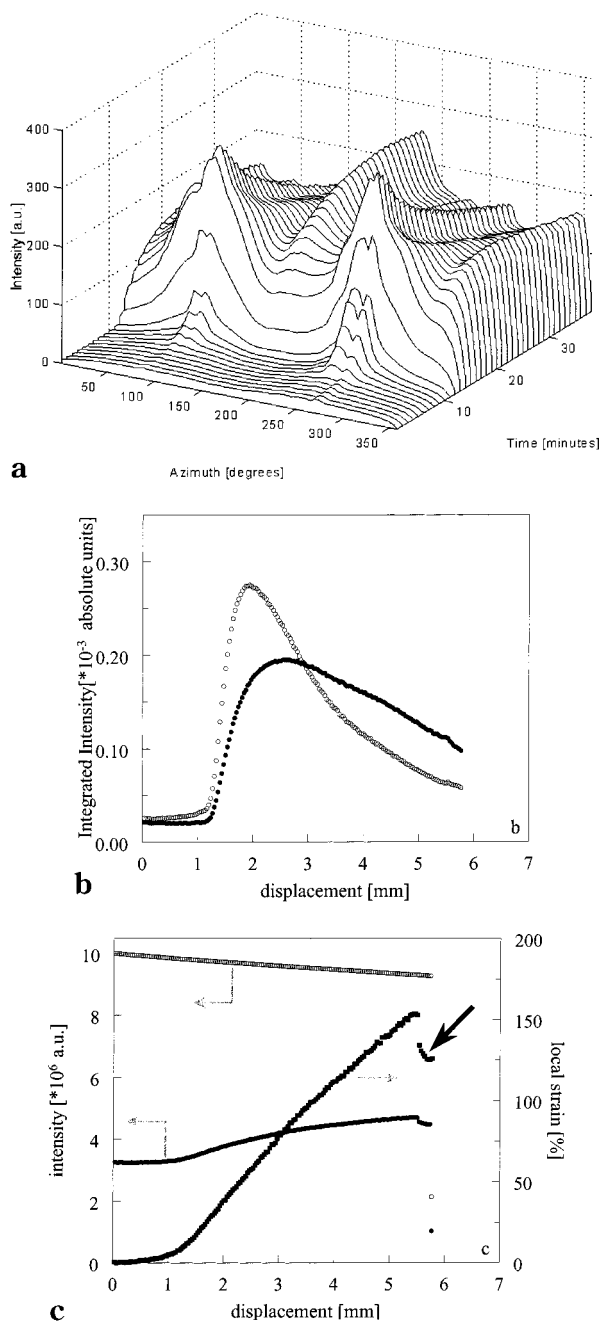 400
300
200
100
0
Intensity [a.u.]
50
100
150
200
250
300
350
10
20
30
Azimuth [degrees]
Time [minutes]
a
Integrated Intensity[*10-3 absolute units]
0.30
0.20
0.10
0.00
0 1 2 3 4 5 6 7
displacement [mm]
b
b
intensity [*10⁶ a.u.]
10
8
6
4
2
0
200
150
100
50
0
local strain [%]
0 1 2 3 4 5 6 7
displacement [mm]
c
c